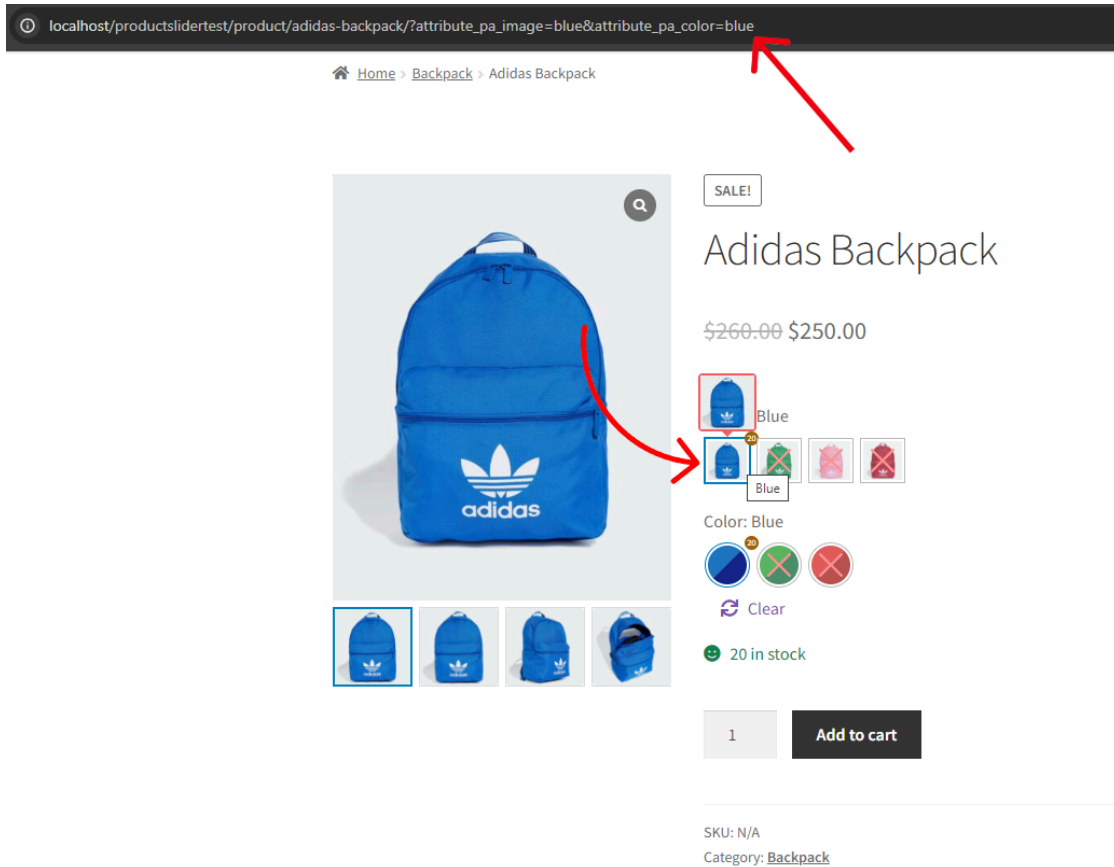 localhost/productslidertest/product/adidas-backpack/?attribute_pa_image=blue&attribute_pa_color=blue
Home > Backpack > Adidas Backpack
SALE!
Adidas Backpack
$260.00 $250.00
adidas
Blue
20
Blue
Color: Blue
20
Clear
20 in stock
1 Add to cart
SKU: N/A
Category: Backpack